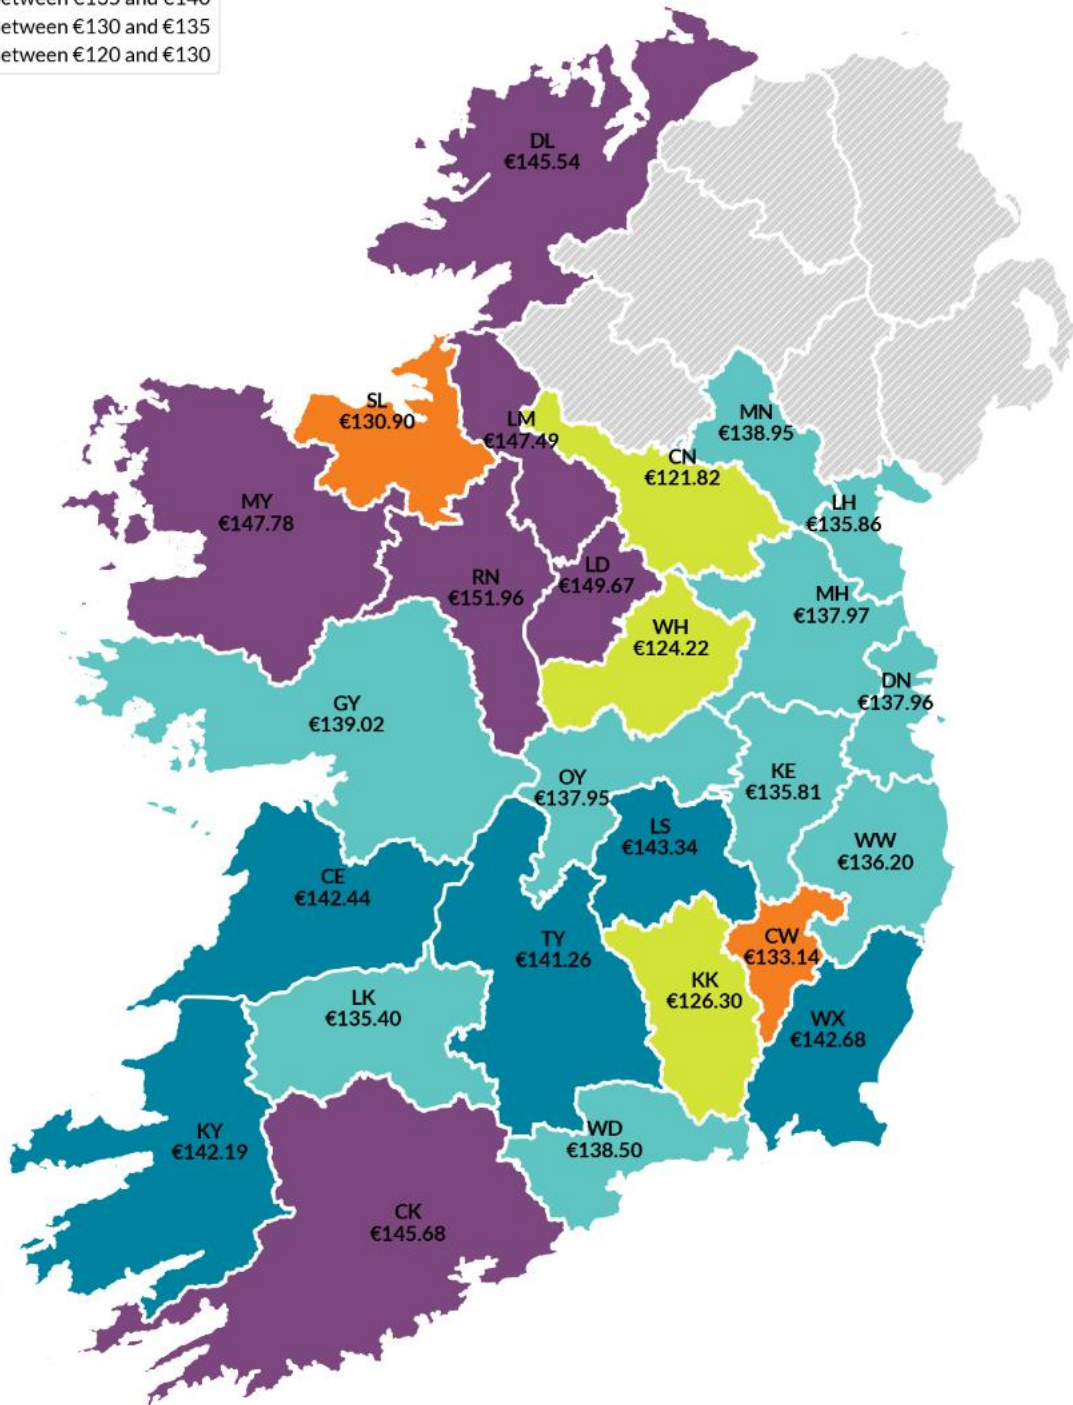 etween €135 and €140
etween €130 and €135
etween €120 and €130
DL
€145.54
SL
€130.90
LM
€147.49
MN
€138.95
CN
€121.82
MY
€147.78
LH
€135.86
LD
€149.67
RN
€151.96
MH
€137.97
WH
€124.22
DN
€137.96
GY
€139.02
OY
€137.95
KE
€135.81
LS
€143.34
WW
€136.20
CE
€142.44
TY
€141.26
CW
€133.14
KK
€126.30
LK
€135.40
WX
€142.68
KY
€142.19
WD
€138.50
CK
€145.68